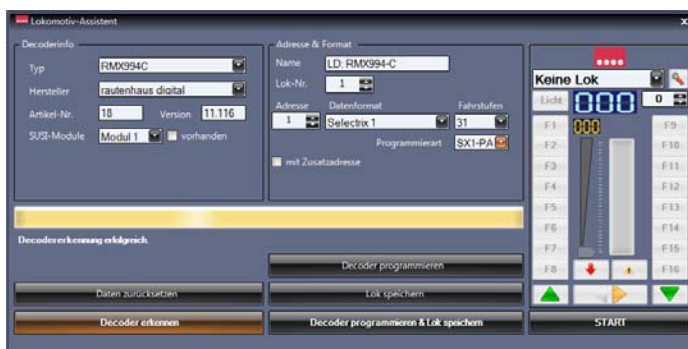 Lokomotiv-Assistent
x
Decoderinfo
Typ RMX994C
Hersteller rautenhaus digital
Artikel-Nr. 18 Version 11.116
SUSI-Module Modul 1 vorhanden
Adresse & Format
Name LD: RMX994-C
Lok-Nr. 1
Adresse Datenformat Fahrstufen
1 Selectrix 1 31
Programmierart SX1-PA
mit Zusatzadresse
Decodererkennung erfolgreich.
Decoder programmieren
Daten zurücksetzen
Lok speichern
Decoder erkennen
Decoder programmieren & Lok speichern
Keine Lok
Licht 000 0
F1 000 F9
F2 F10
F3 F11
F4 F12
F5 F13
F6 F14
F7 F15
F8 F16
START